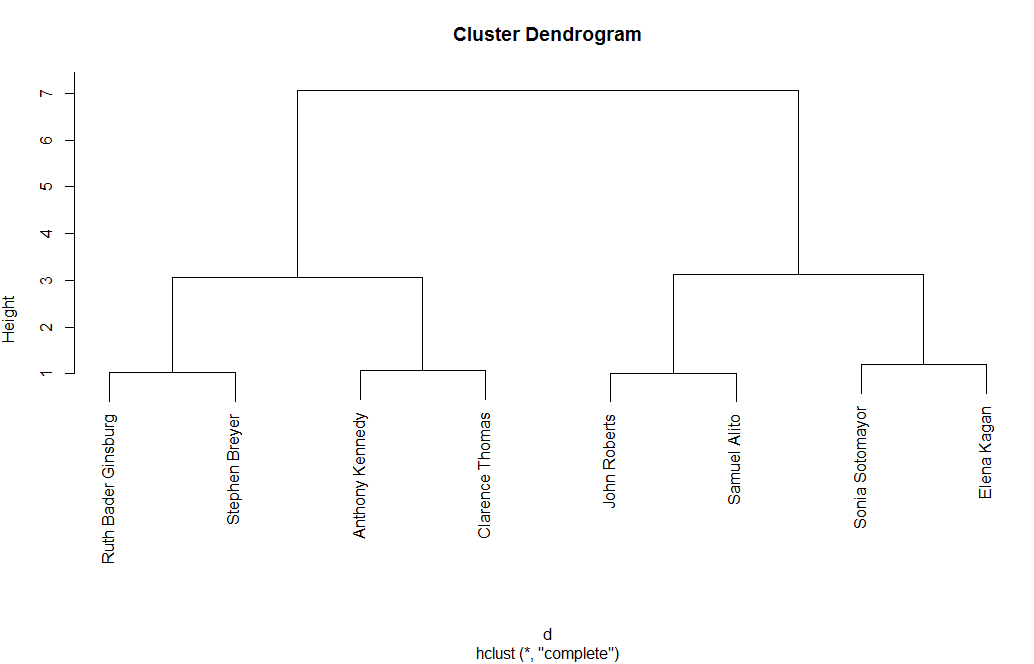 Cluster Dendrogram
Height
7
6
5
4
3
2
1
Ruth Bader Ginsburg
Stephen Breyer
Anthony Kennedy
Clarence Thomas
John Roberts
Samuel Alito
Sonia Sotomayor
Elena Kagan
d
hclust (*, "complete")